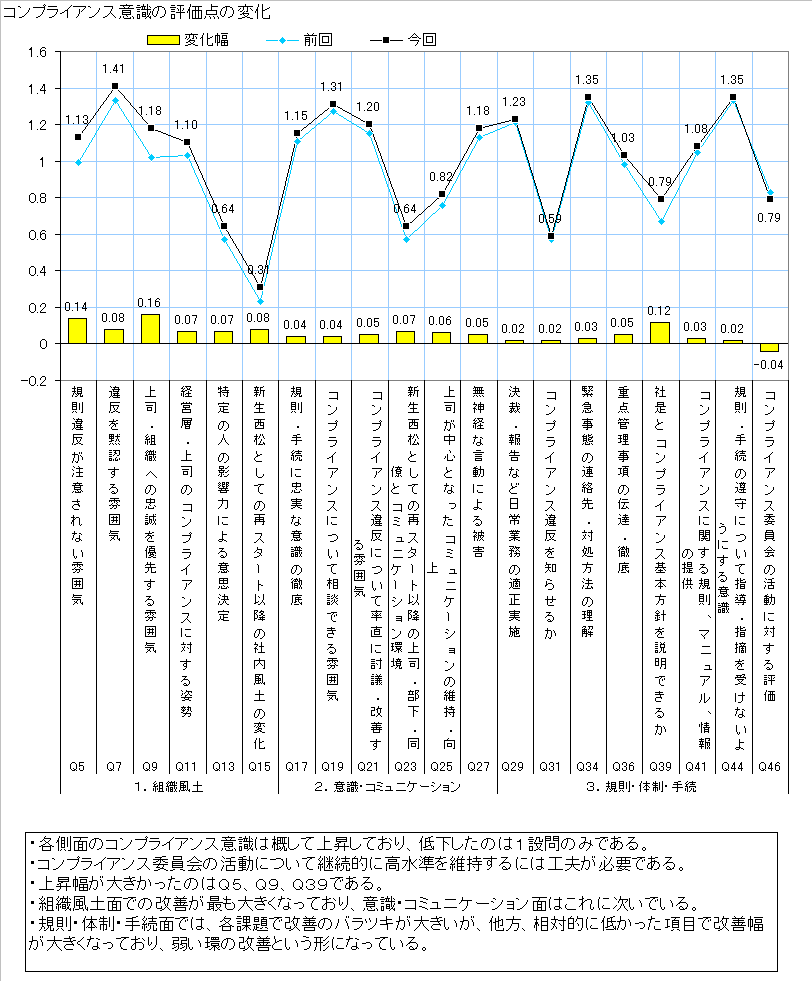 コンプライアンス意識の評価点の変化
変化幅 前回 今回
1.6
1.4
1.2
1
0.8
0.6
0.4
0.2
0
-0.2
1.13
1.41
1.18
1.10
0.64
0.31
1.15
1.31
1.20
0.64
0.82
1.18
1.23
0.59
1.35
1.03
0.79
1.08
1.35
0.79
0.14
0.08
0.16
0.07
0.07
0.08
0.04
0.04
0.05
0.07
0.06
0.05
0.02
0.02
0.03
0.05
0.12
0.03
0.02
-0.04
規則違反が注意されない雰囲気
違反を黙認する雰囲気
上司・組織への忠誠を優先する雰囲気
経営層・上司のコンプライアンスに対する姿勢
特定の人の影響力による意思決定
新生西松としての再スタート以降の社内風土の変化
規則・手続に忠実な意識の徹底
コンプライアンスについて相談できる雰囲気
コンプライアンス違反について率直に討議・改善す
る雰囲気
新生西松としての再スタート以降の上司・部下・同
僚とコミュニケーション環境
上司が中心となったコミュニケーションの維持・向
上
無神経な言動による被害
決裁・報告など日常業務の適正実施
コンプライアンス違反を知らせるか
緊急事態の連絡先・対処方法の理解
重点管理事項の伝達・徹底
社是とコンプライアンス基本方針を説明できるか
コンプライアンスに関する規則、マニュアル、情報
の提供
規則・手続の遵守について指導・指摘を受けないよ
うにする意識
コンプライアンス委員会の活動に対する評価
Q5 Q7 Q9 Q11 Q13 Q15 Q17 Q19 Q21 Q23 Q25 Q27 Q29 Q31 Q34 Q36 Q39 Q41 Q44 Q46
1．組織風土 2．意識・コミュニケーション 3．規則・体制・手続
・各側面のコンプライアンス意識は概して上昇しており、低下したのは１設問のみである。
・コンプライアンス委員会の活動について継続的に高水準を維持するには工夫が必要である。
・上昇幅が大きかったのはＱ５、Ｑ９、Ｑ３９である。
・組織風土面での改善が最も大きくなっており、意識・コミュニケーション面はこれに次いでいる。
・規則・体制・手続面では、各課題で改善のバラツキが大きいが、他方、相対的に低かった項目で改善幅
が大きくなっており、弱い環の改善という形になっている。